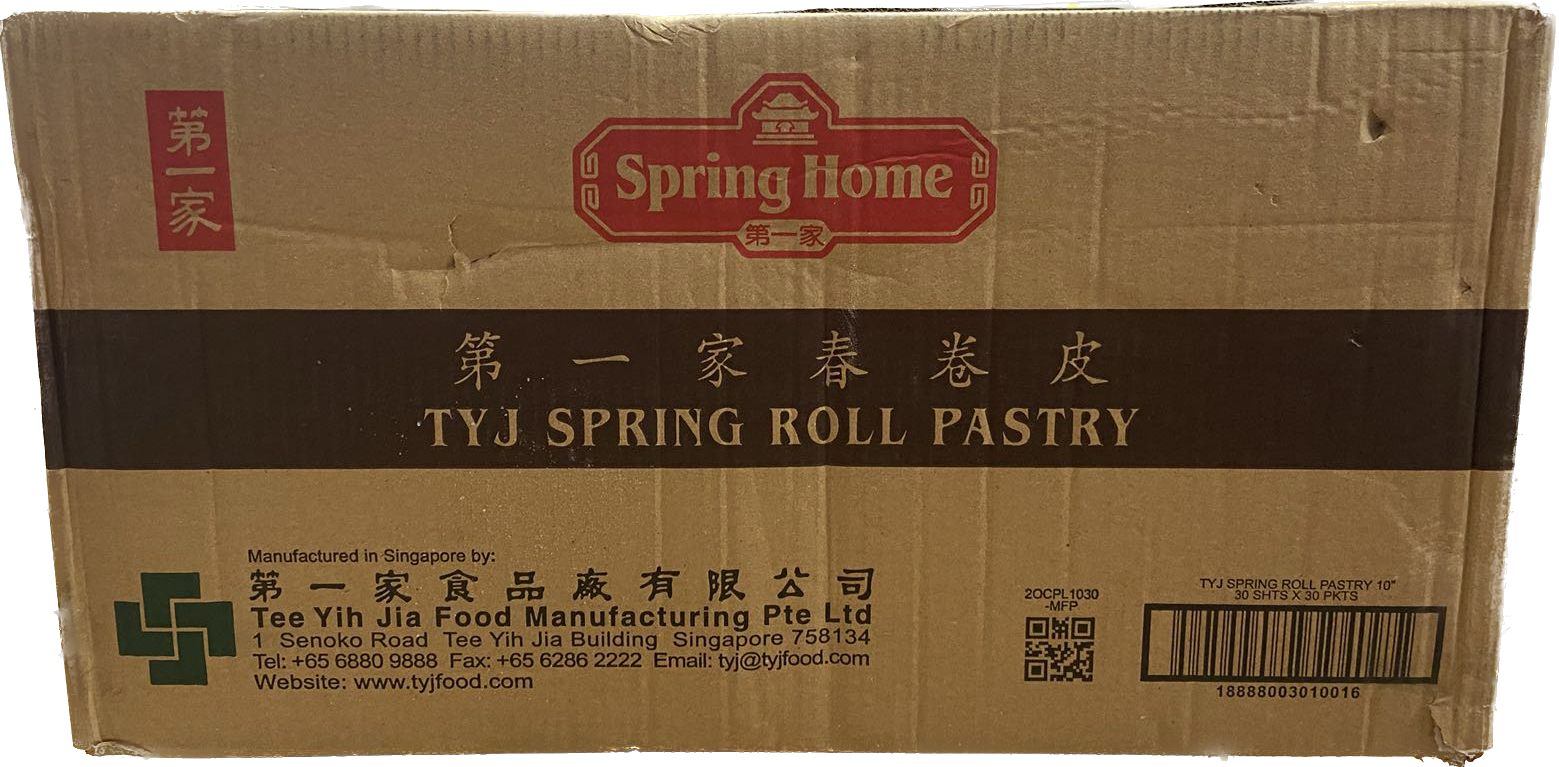 第一家
Spring Home
第一家
第一家春卷皮
TYJ SPRING ROLL PASTRY
Manufactured in Singapore by:
第一家食品廠有限公司
Tee Yih Jia Food Manufacturing Pte Ltd
1 Senoko Road Tee Yih Jia Building Singapore 758134
Tel: +65 6880 9888 Fax: +65 6286 2222 Email: tyj@tyjfood.com
Website: www.tyjfood.com
2OCPL1030
-MFP
TYJ SPRING ROLL PASTRY 10"
30 SHTS X 30 PKTS
18888003010016